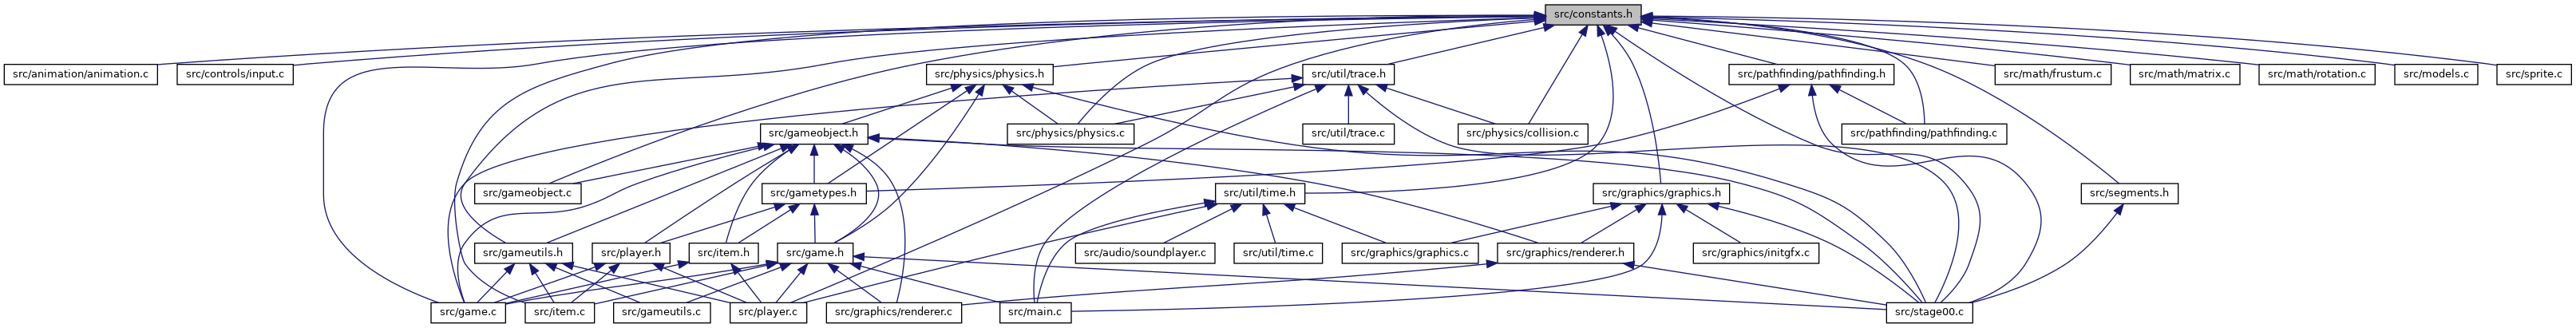 src/constants.h
src/animation/animation.c
src/controls/input.c
src/physics/physics.h
src/util/trace.h
src/pathfinding/pathfinding.h
src/math/frustum.c
src/math/matrix.c
src/math/rotation.c
src/models.c
src/sprite.c
src/gameobject.h
src/physics/physics.c
src/util/trace.c
src/physics/collision.c
src/pathfinding/pathfinding.c
src/gameobject.c
src/gametypes.h
src/util/time.h
src/graphics/graphics.h
src/segments.h
src/gameutils.h
src/player.h
src/item.h
src/game.h
src/audio/soundplayer.c
src/util/time.c
src/graphics/graphics.c
src/graphics/renderer.h
src/graphics/initgfx.c
src/game.c
src/item.c
src/gameutils.c
src/player.c
src/graphics/renderer.c
src/main.c
src/stage00.c